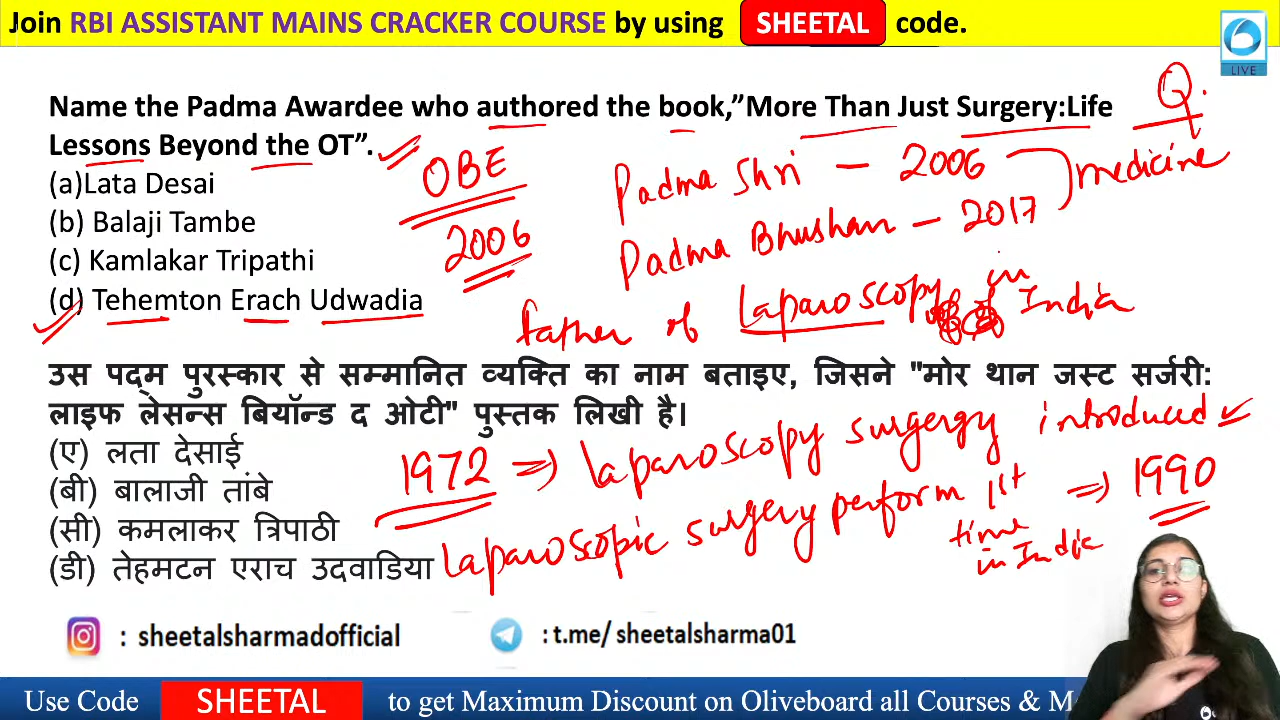 Join RBI ASSISTANT MAINS CRACKER COURSE by using SHEETAL code.
LIVE
Q.
Name the Padma Awardee who authored the book,”More Than Just Surgery:Life
Lessons Beyond the OT”.
(a)Lata Desai
(b) Balaji Tambe
(c) Kamlakar Tripathi
(d) Tehemton Erach Udwadia
OBE
2006
Padma Shri - 2006
Padma Bhushan - 2017
medicine
Father of laparoscopy in India
उस पद्म पुरस्कार से सम्मानित व्यक्ति का नाम बताइए, जिसने "मोर थान जस्ट सर्जरी:
लाइफ लेसन्स बियॉन्ड द ओटी" पुस्तक लिखी है।
(ए) लता देसाई
(बी) बालाजी तांबे
(सी) कमलाकर त्रिपाठी
(डी) तेहमटन एराच उदवाडिया
1972 ⇒ laparoscopy surgergy introduced
laparoscopic surgery perform 1st
time
in India
⇒ 1990
: sheetalsharmadofficial
: t.me/ sheetalsharma01
Use Code SHEETAL to get Maximum Discount on Oliveboard all Courses & M